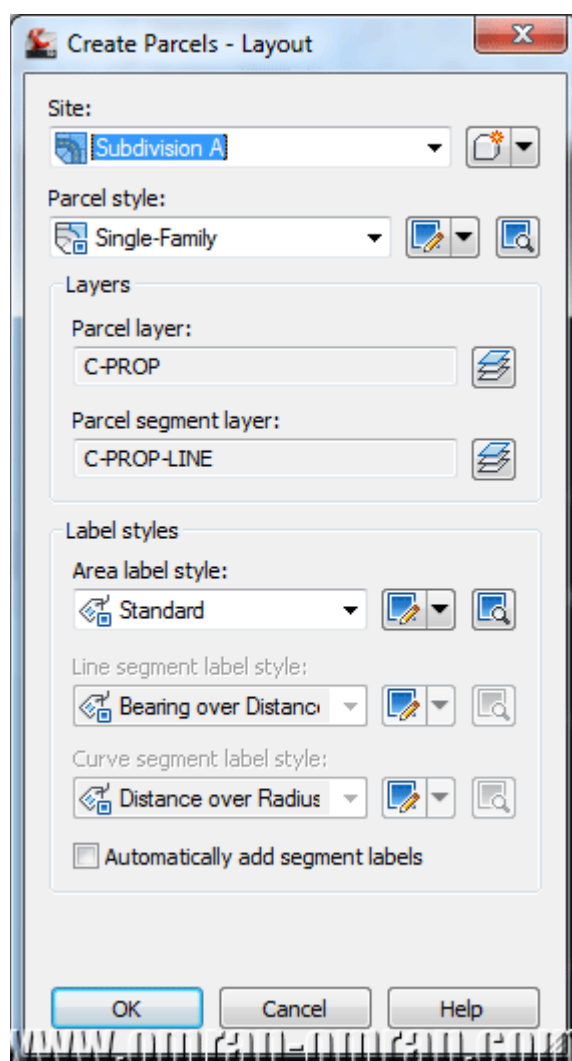 Create Parcels - Layout
Site:
Subdivision A
Parcel style:
Single-Family
Layers
Parcel layer:
C-PROP
Parcel segment layer:
C-PROP-LINE
Label styles
Area label style:
Standard
Line segment label style:
Bearing over Distanc
Curve segment label style:
Distance over Radius
Automatically add segment labels
OK Cancel Help